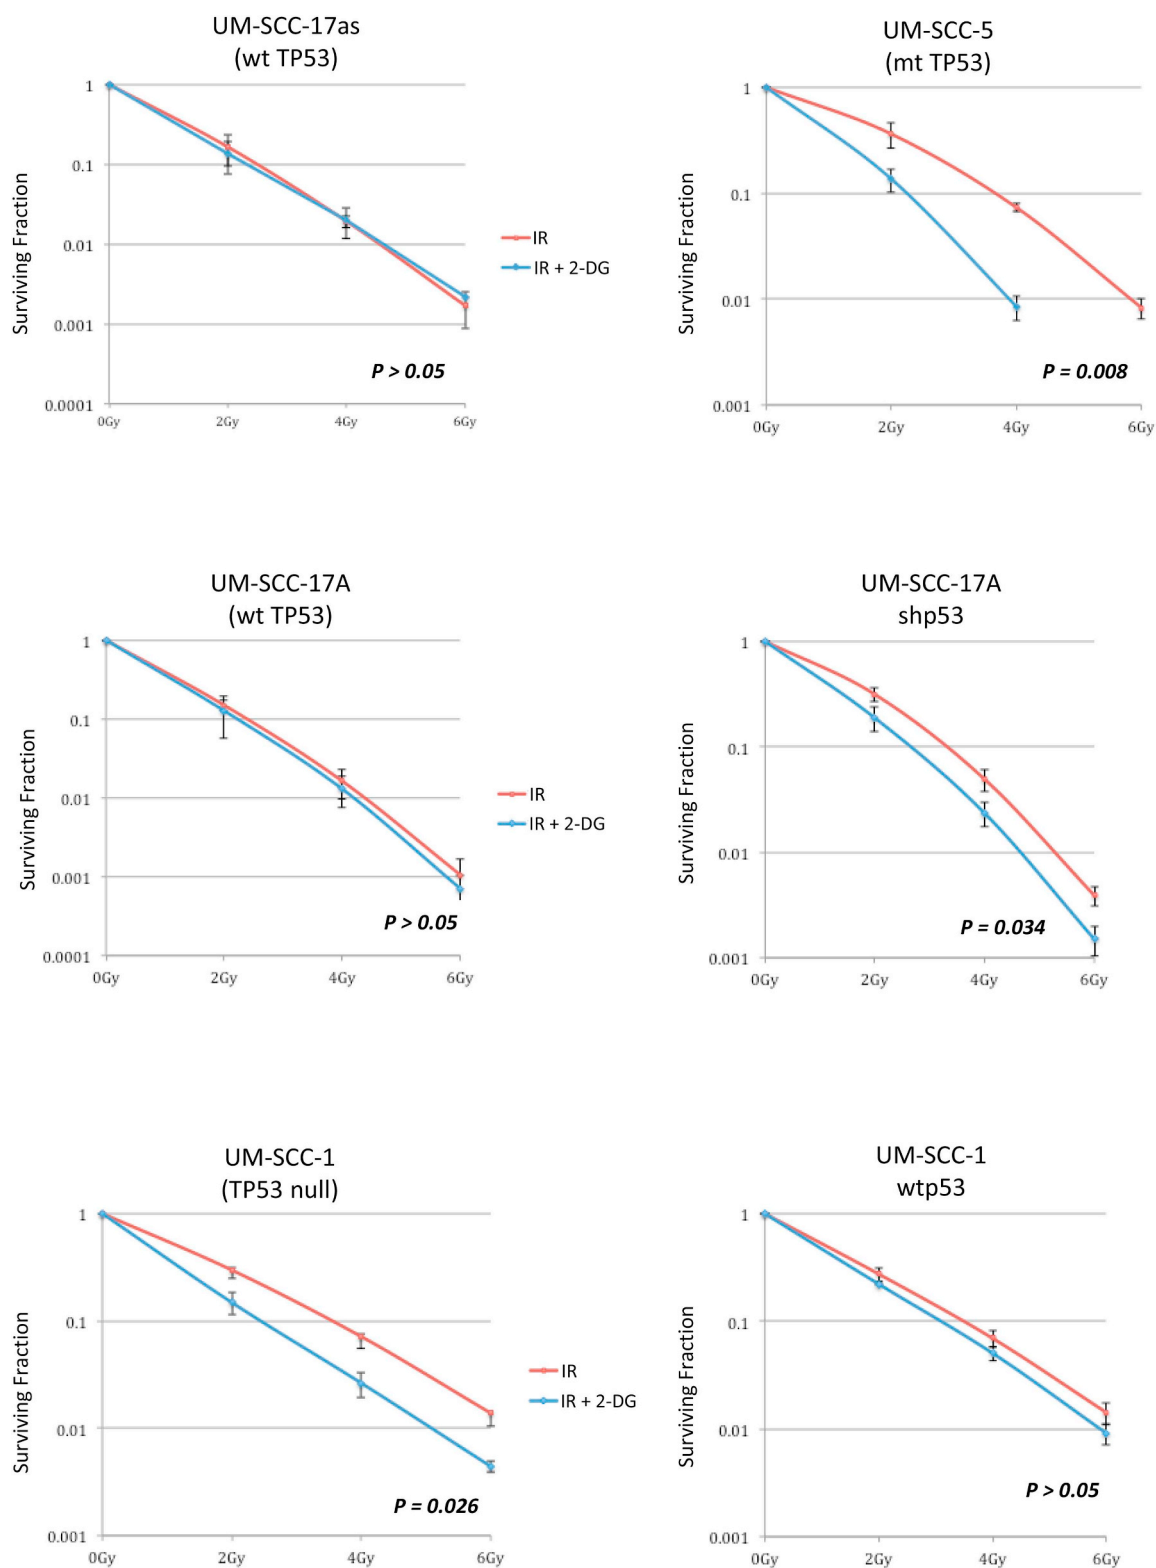 UM-SCC-17as
(wt TP53)
1
0.1
0.01
0.001
0.0001
Surviving Fraction
0Gy
2Gy
4Gy
6Gy
P > 0.05
IR
IR + 2-DG
UM-SCC-5
(mt TP53)
1
0.1
0.01
0.001
Surviving Fraction
0Gy
2Gy
4Gy
6Gy
P = 0.008
UM-SCC-17A
(wt TP53)
1
0.1
0.01
0.001
0.0001
Surviving Fraction
0Gy
2Gy
4Gy
6Gy
P > 0.05
IR
IR + 2-DG
UM-SCC-17A
shp53
1
0.1
0.01
0.001
Surviving Fraction
0Gy
2Gy
4Gy
6Gy
P = 0.034
UM-SCC-1
(TP53 null)
1
0.1
0.01
0.001
Surviving Fraction
0Gy
2Gy
4Gy
6Gy
P = 0.026
IR
IR + 2-DG
UM-SCC-1
wtp53
1
0.1
0.01
0.001
Surviving Fraction
0Gy
2Gy
4Gy
6Gy
P > 0.05